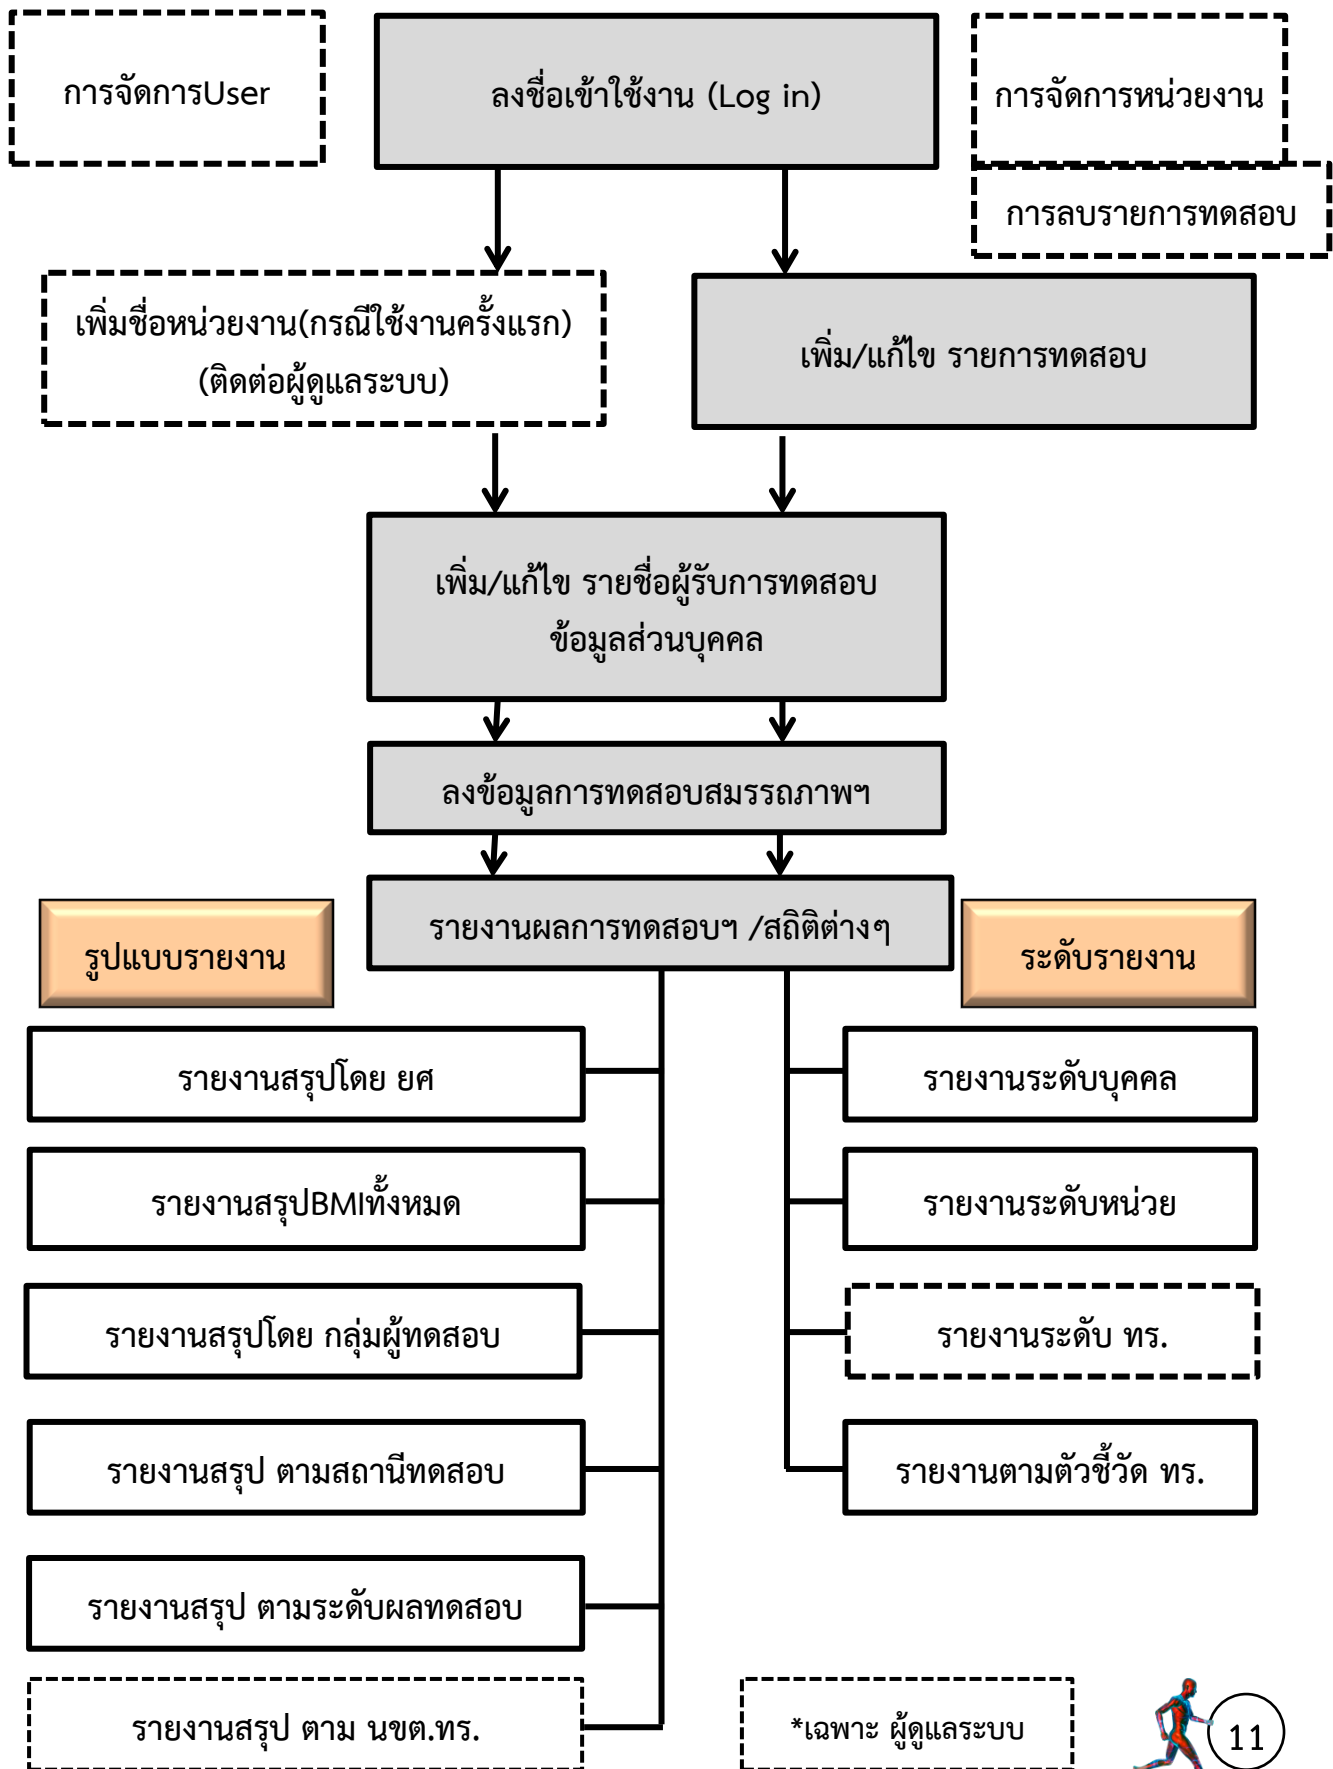 การจัดการUser
ลงชื่อเข้าใช้งาน (Log in)
การจัดการหน่วยงาน
การลบรายการทดสอบ
เพิ่มชื่อหน่วยงาน(กรณีใช้งานครั้งแรก)
(ติดต่อผู้ดูแลระบบ)
เพิ่ม/แก้ไข รายการทดสอบ
เพิ่ม/แก้ไข รายชื่อผู้รับการทดสอบ
ข้อมูลส่วนบุคคล
ลงข้อมูลการทดสอบสมรรถภาพฯ
รายงานผลการทดสอบฯ /สถิติต่างๆ
รูปแบบรายงาน
ระดับรายงาน
รายงานสรุปโดย ยศ
รายงานระดับบุคคล
รายงานสรุปBMIทั้งหมด
รายงานระดับหน่วย
รายงานสรุปโดย กลุ่มผู้ทดสอบ
รายงานระดับ ทร.
รายงานสรุป ตามสถานีทดสอบ
รายงานตามตัวชี้วัด ทร.
รายงานสรุป ตามระดับผลทดสอบ
รายงานสรุป ตาม นขต.ทร.
*เฉพาะ ผู้ดูแลระบบ
11